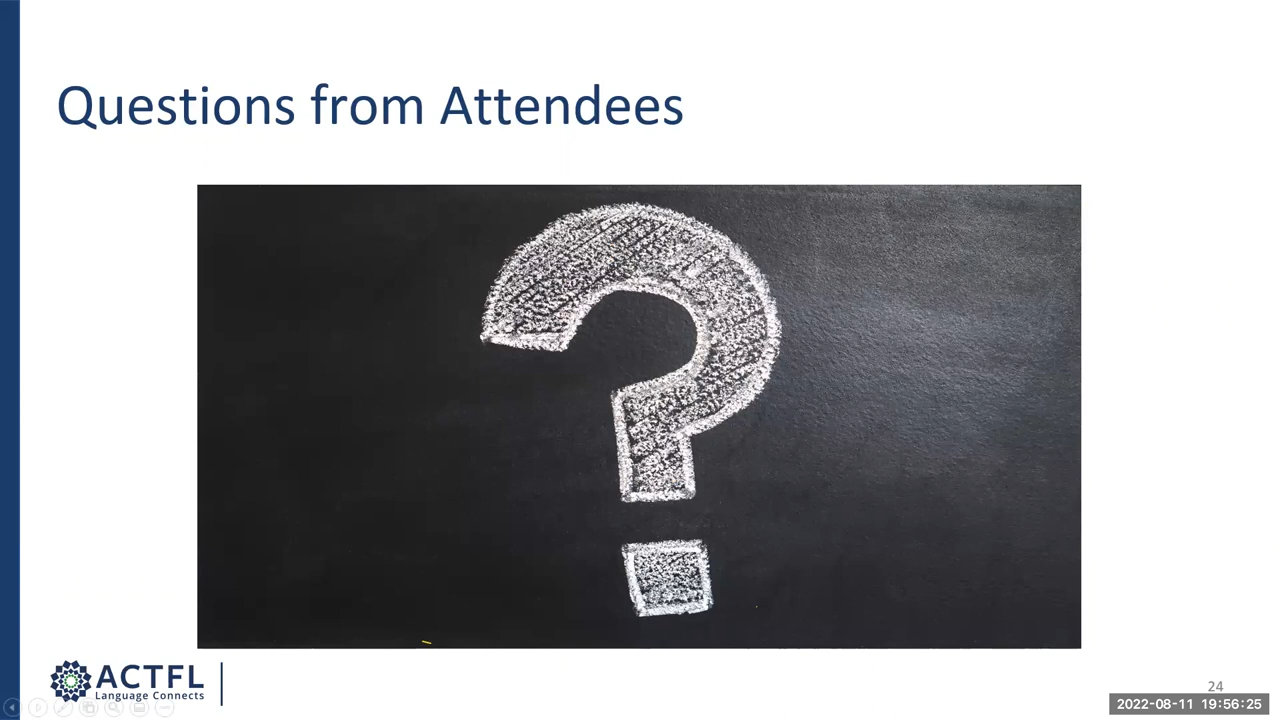 Questions from Attendees
?
ACTFL
Language Connects
24
2022-08-11 19:56:25